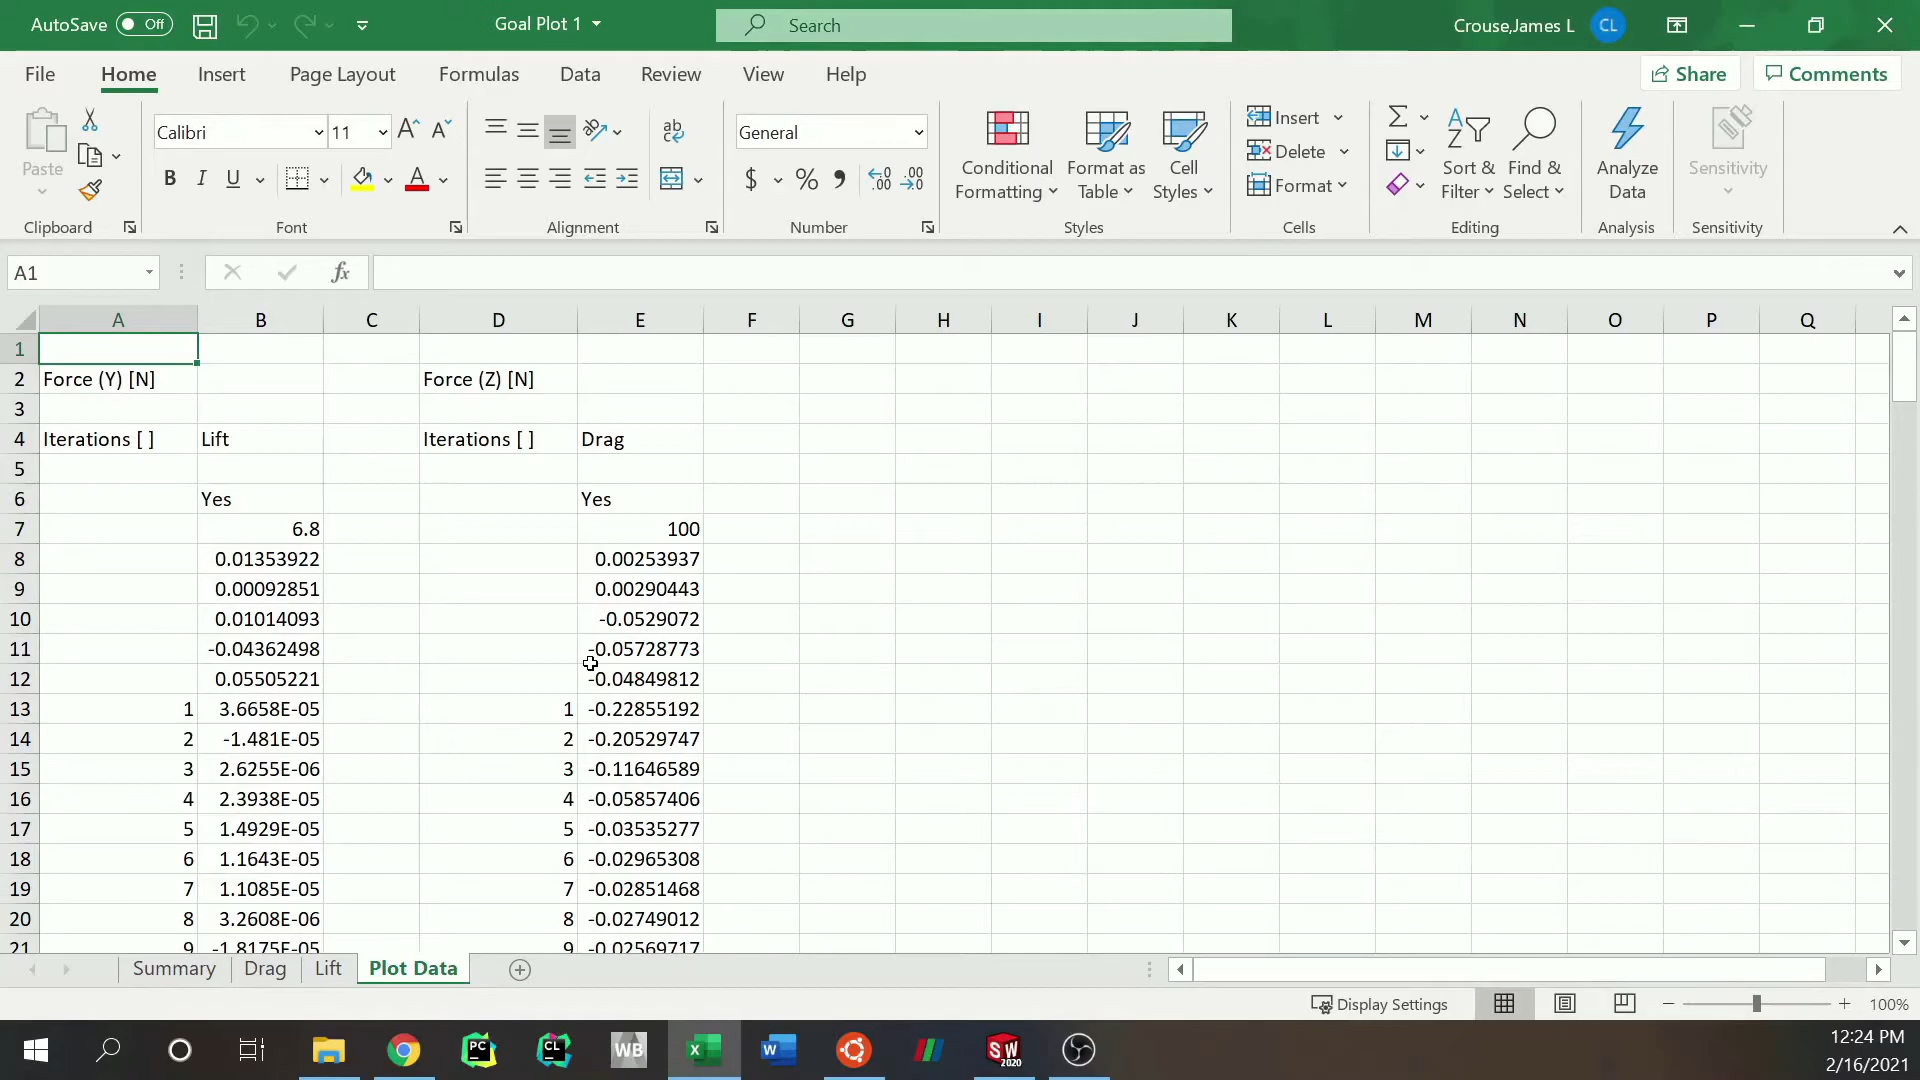 AutoSave Off Goal Plot 1 Search Crouse,James L CL
File Home Insert Page Layout Formulas Data Review View Help Share Comments
Paste Calibri 11 General Conditional Formatting Format as Table Cell Styles Insert Delete Format Sort & Filter Find & Select Analyze Data Sensitivity
Clipboard Font Alignment Number Styles Cells Editing Analysis Sensitivity
A1 fx
A B C D E F G H I J K L M N O P Q
1
2 Force (Y) [N] Force (Z) [N]
3
4 Iterations [ ] Lift Iterations [ ] Drag
5
6 Yes Yes
7 6.8 100
8 0.01353922 0.00253937
9 0.00092851 0.00290443
10 0.01014093 -0.0529072
11 -0.04362498 -0.05728773
12 0.05505221 -0.04849812
13 1 3.6658E-05 1 -0.22855192
14 2 -1.481E-05 2 -0.20529747
15 3 2.6255E-06 3 -0.11646589
16 4 2.3938E-05 4 -0.05857406
17 5 1.4929E-05 5 -0.03535277
18 6 1.1643E-05 6 -0.02965308
19 7 1.1085E-05 7 -0.02851468
20 8 3.2608E-06 8 -0.02749012
21 9 -1.8175E-05 9 -0.02569717
Summary Drag Lift Plot Data
Display Settings 100%
PC CL WB X W SW 2020 12:24 PM
2/16/2021